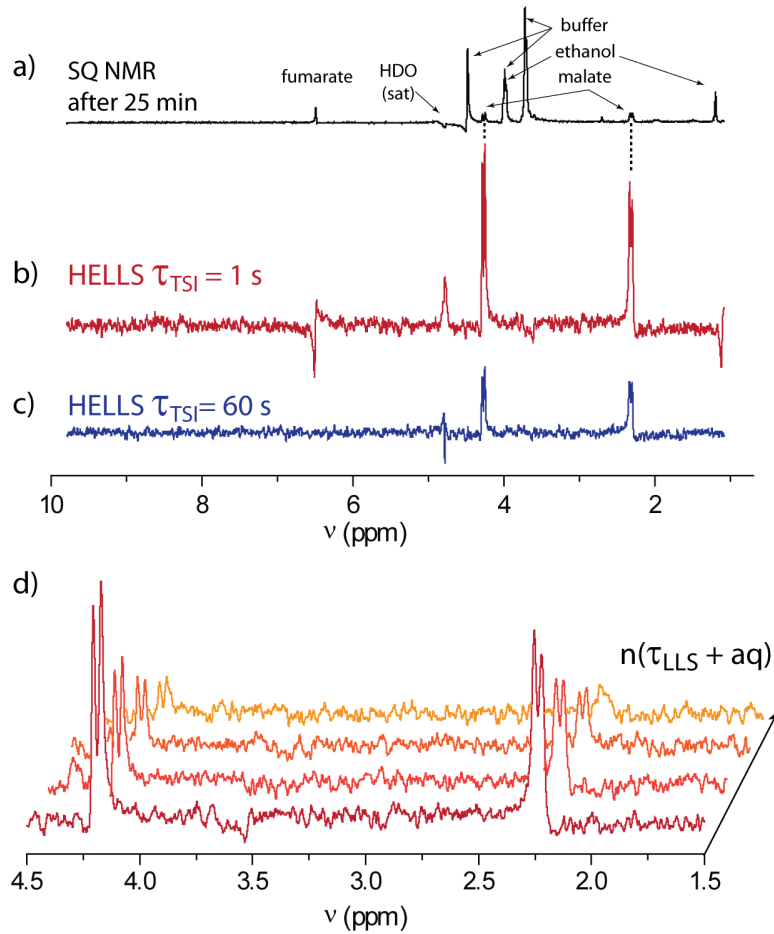 a)
SQ NMR
after 25 min
fumarate
HDO
(sat)
buffer
ethanol
malate
b)
HELLS τTSI = 1 s
c)
HELLS τTSI= 60 s
10 8 6 4 2
ν (ppm)
d)
n(τLLS + aq)
4.5 4.0 3.5 3.0 2.5 2.0 1.5
ν (ppm)